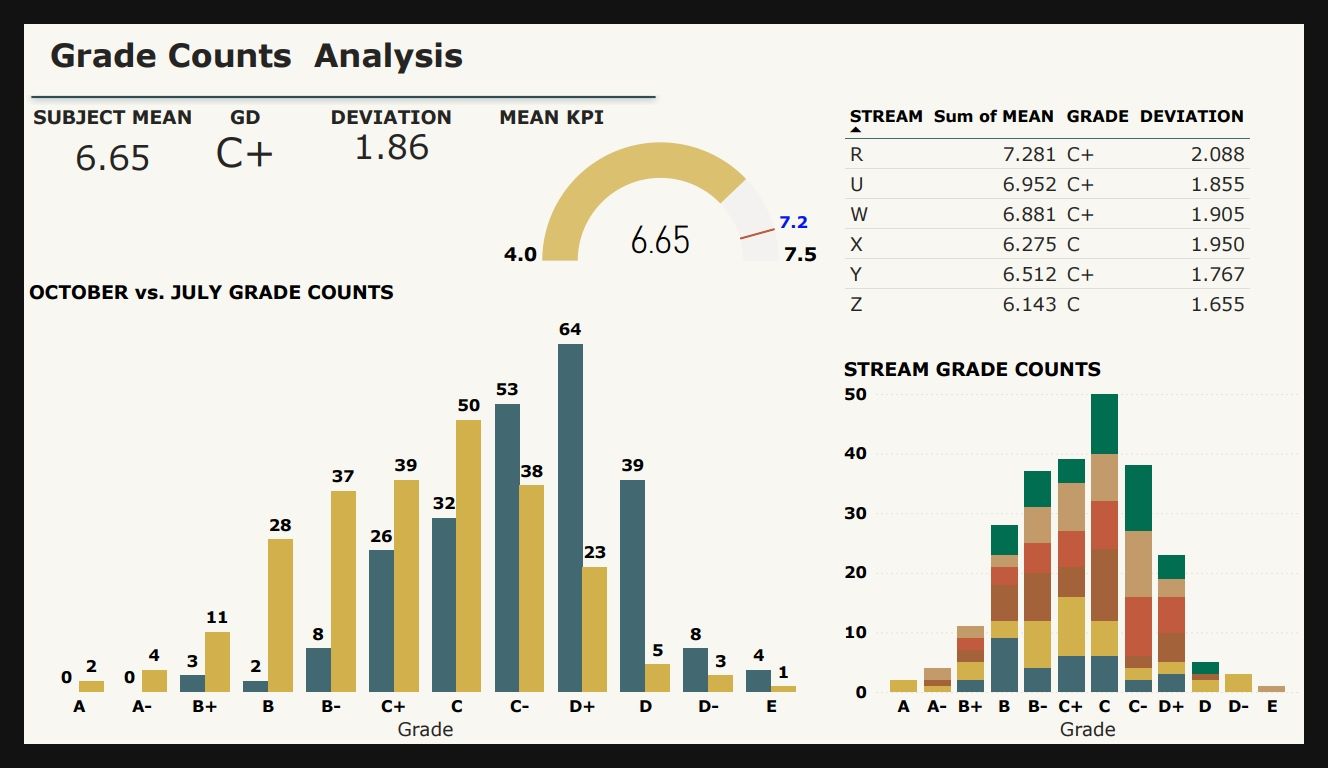 Grade Counts  Analysis
SUBJECT MEAN GD DEVIATION MEAN KPI
6.65 C+ 1.86
6.65
4.0
7.2
7.5
STREAM Sum of MEAN GRADE DEVIATION
R 7.281 C+ 2.088
U 6.952 C+ 1.855
W 6.881 C+ 1.905
X 6.275 C 1.950
Y 6.512 C+ 1.767
Z 6.143 C 1.655
OCTOBER vs. JULY GRADE COUNTS
0 2 0 4 3 11 2 28 8 37 26 39 32 50 53 38 64 23 39 5 8 3 4 1
A A- B+ B B- C+ C C- D+ D D- E
Grade
STREAM GRADE COUNTS
50
40
30
20
10
0
A A- B+ B B- C+ C C- D+ D D- E
Grade